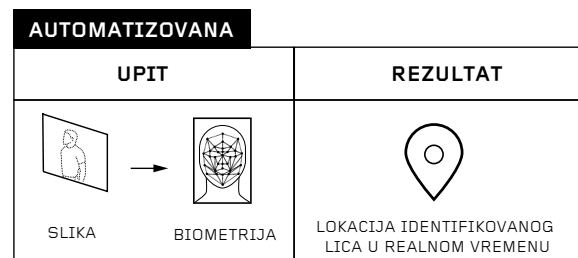 AUTOMATIZOVANA
UPIT
REZULTAT
SLIKA
BIOMETRIJA
LOKACIJA IDENTIFIKOVANOG
LICA U REALNOM VREMENU